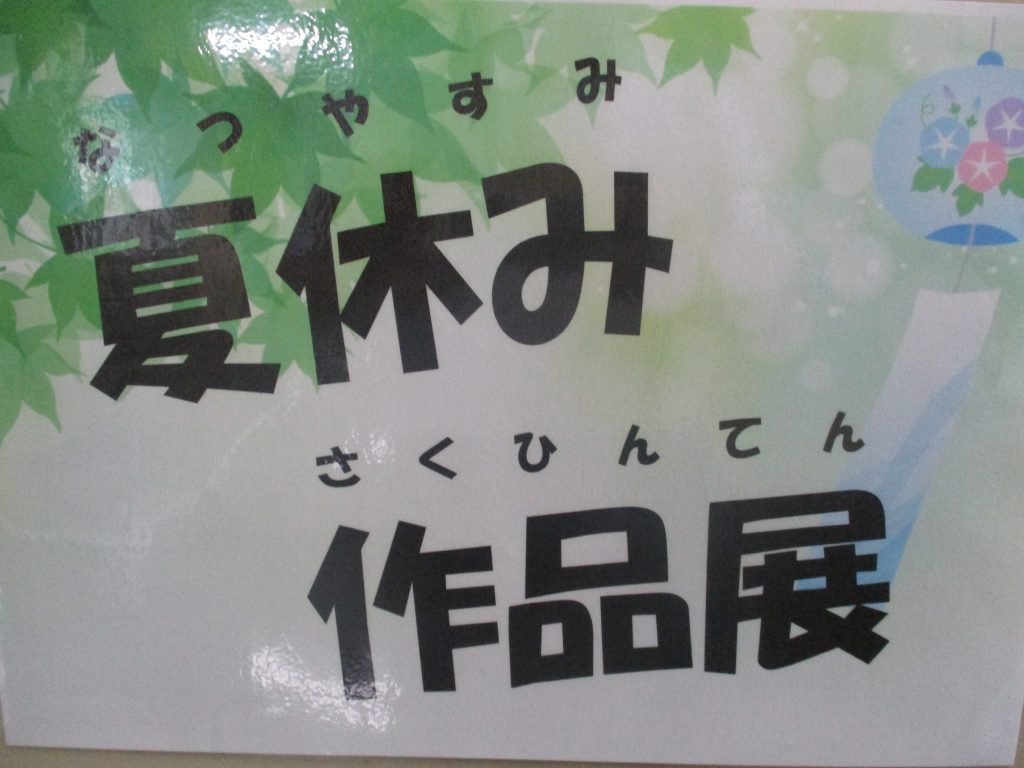 なつやすみ
夏休み
さくひんてん
作品展